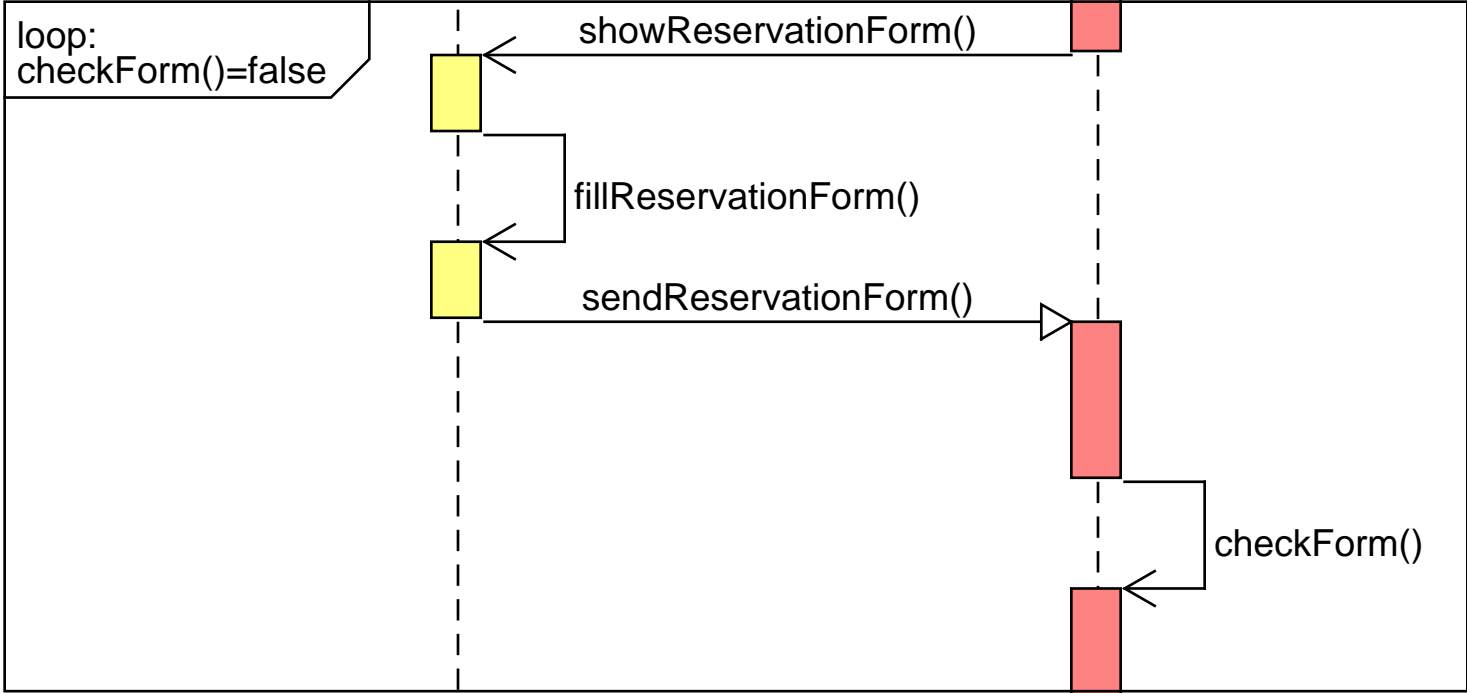 loop:
checkForm()=false
showReservationForm()
fillReservationForm()
sendReservationForm()
checkForm()